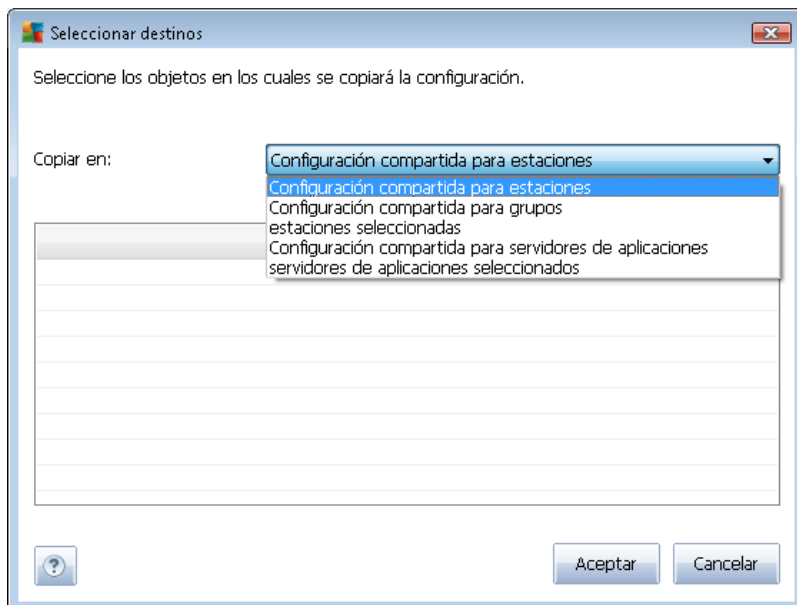 Seleccionar destinos
Seleccione los objetos en los cuales se copiará la configuración.
Copiar en:
Configuración compartida para estaciones
Configuración compartida para estaciones
Configuración compartida para grupos
estaciones seleccionadas
Configuración compartida para servidores de aplicaciones
servidores de aplicaciones seleccionados
?
Aceptar
Cancelar